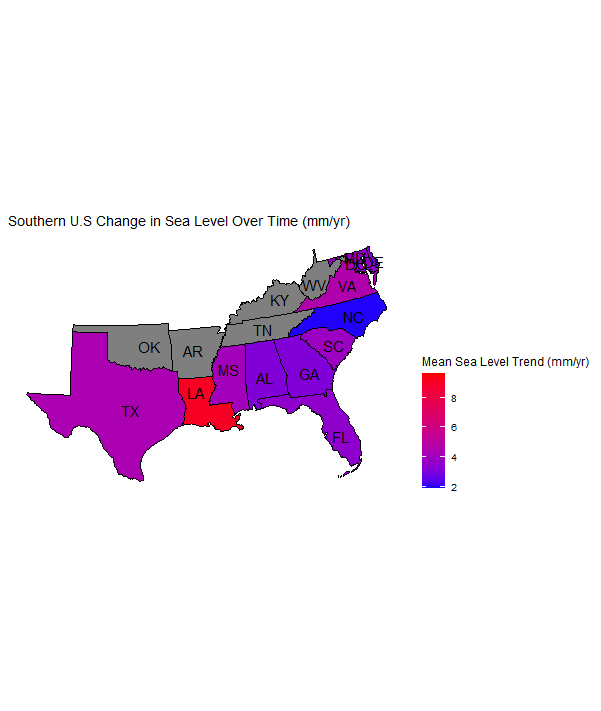 Southern U.S Change in Sea Level Over Time (mm/yr)
WV
VA
KY
NC
TN
OK
AR
SC
MS
AL
GA
LA
TX
FL
Mean Sea Level Trend (mm/yr)
8
6
4
2